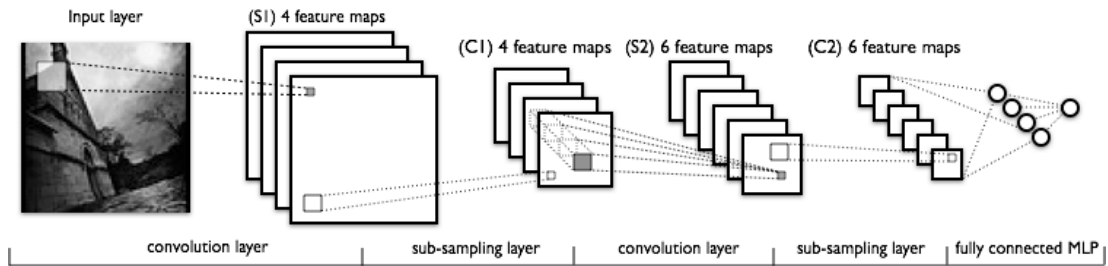 Input layer
(S1) 4 feature maps
(C1) 4 feature maps
(S2) 6 feature maps
(C2) 6 feature maps
convolution layer
sub-sampling layer
convolution layer
sub-sampling layer
fully connected MLP